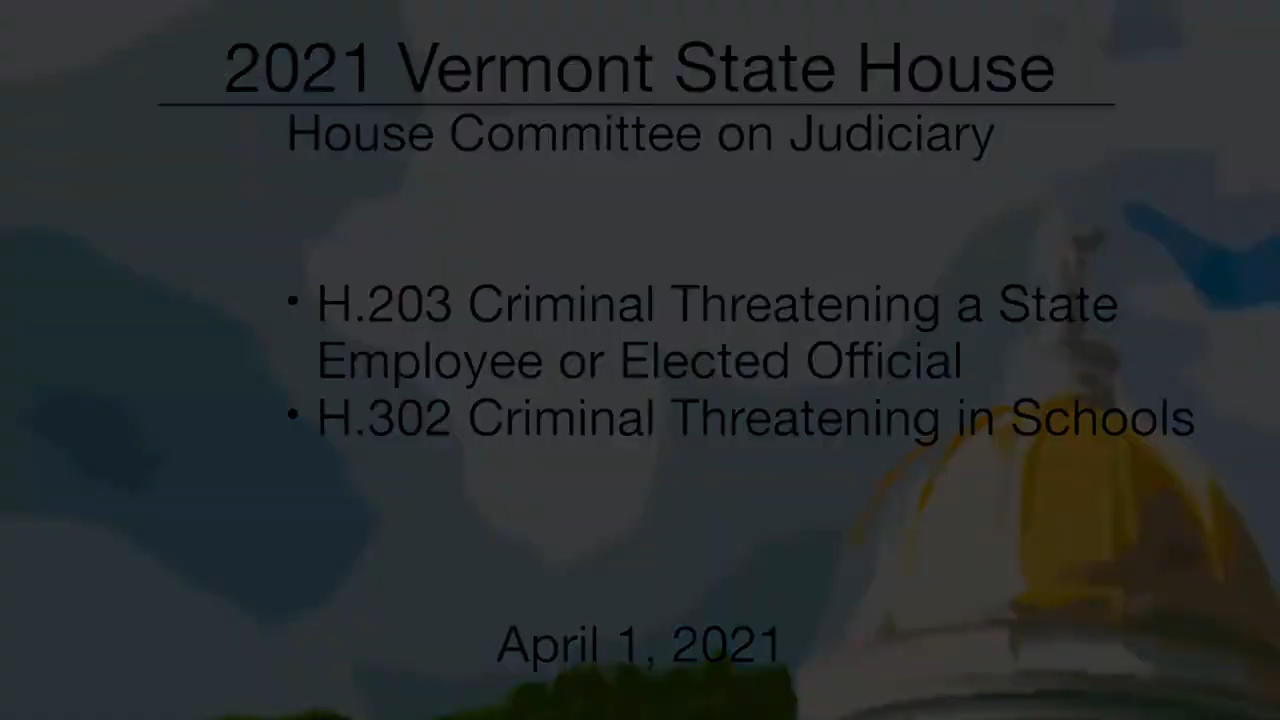 2021 Vermont State House
House Committee on Judiciary
• H.203 Criminal Threatening a State
Employee or Elected Official
• H.302 Criminal Threatening in Schools
April 1, 2021